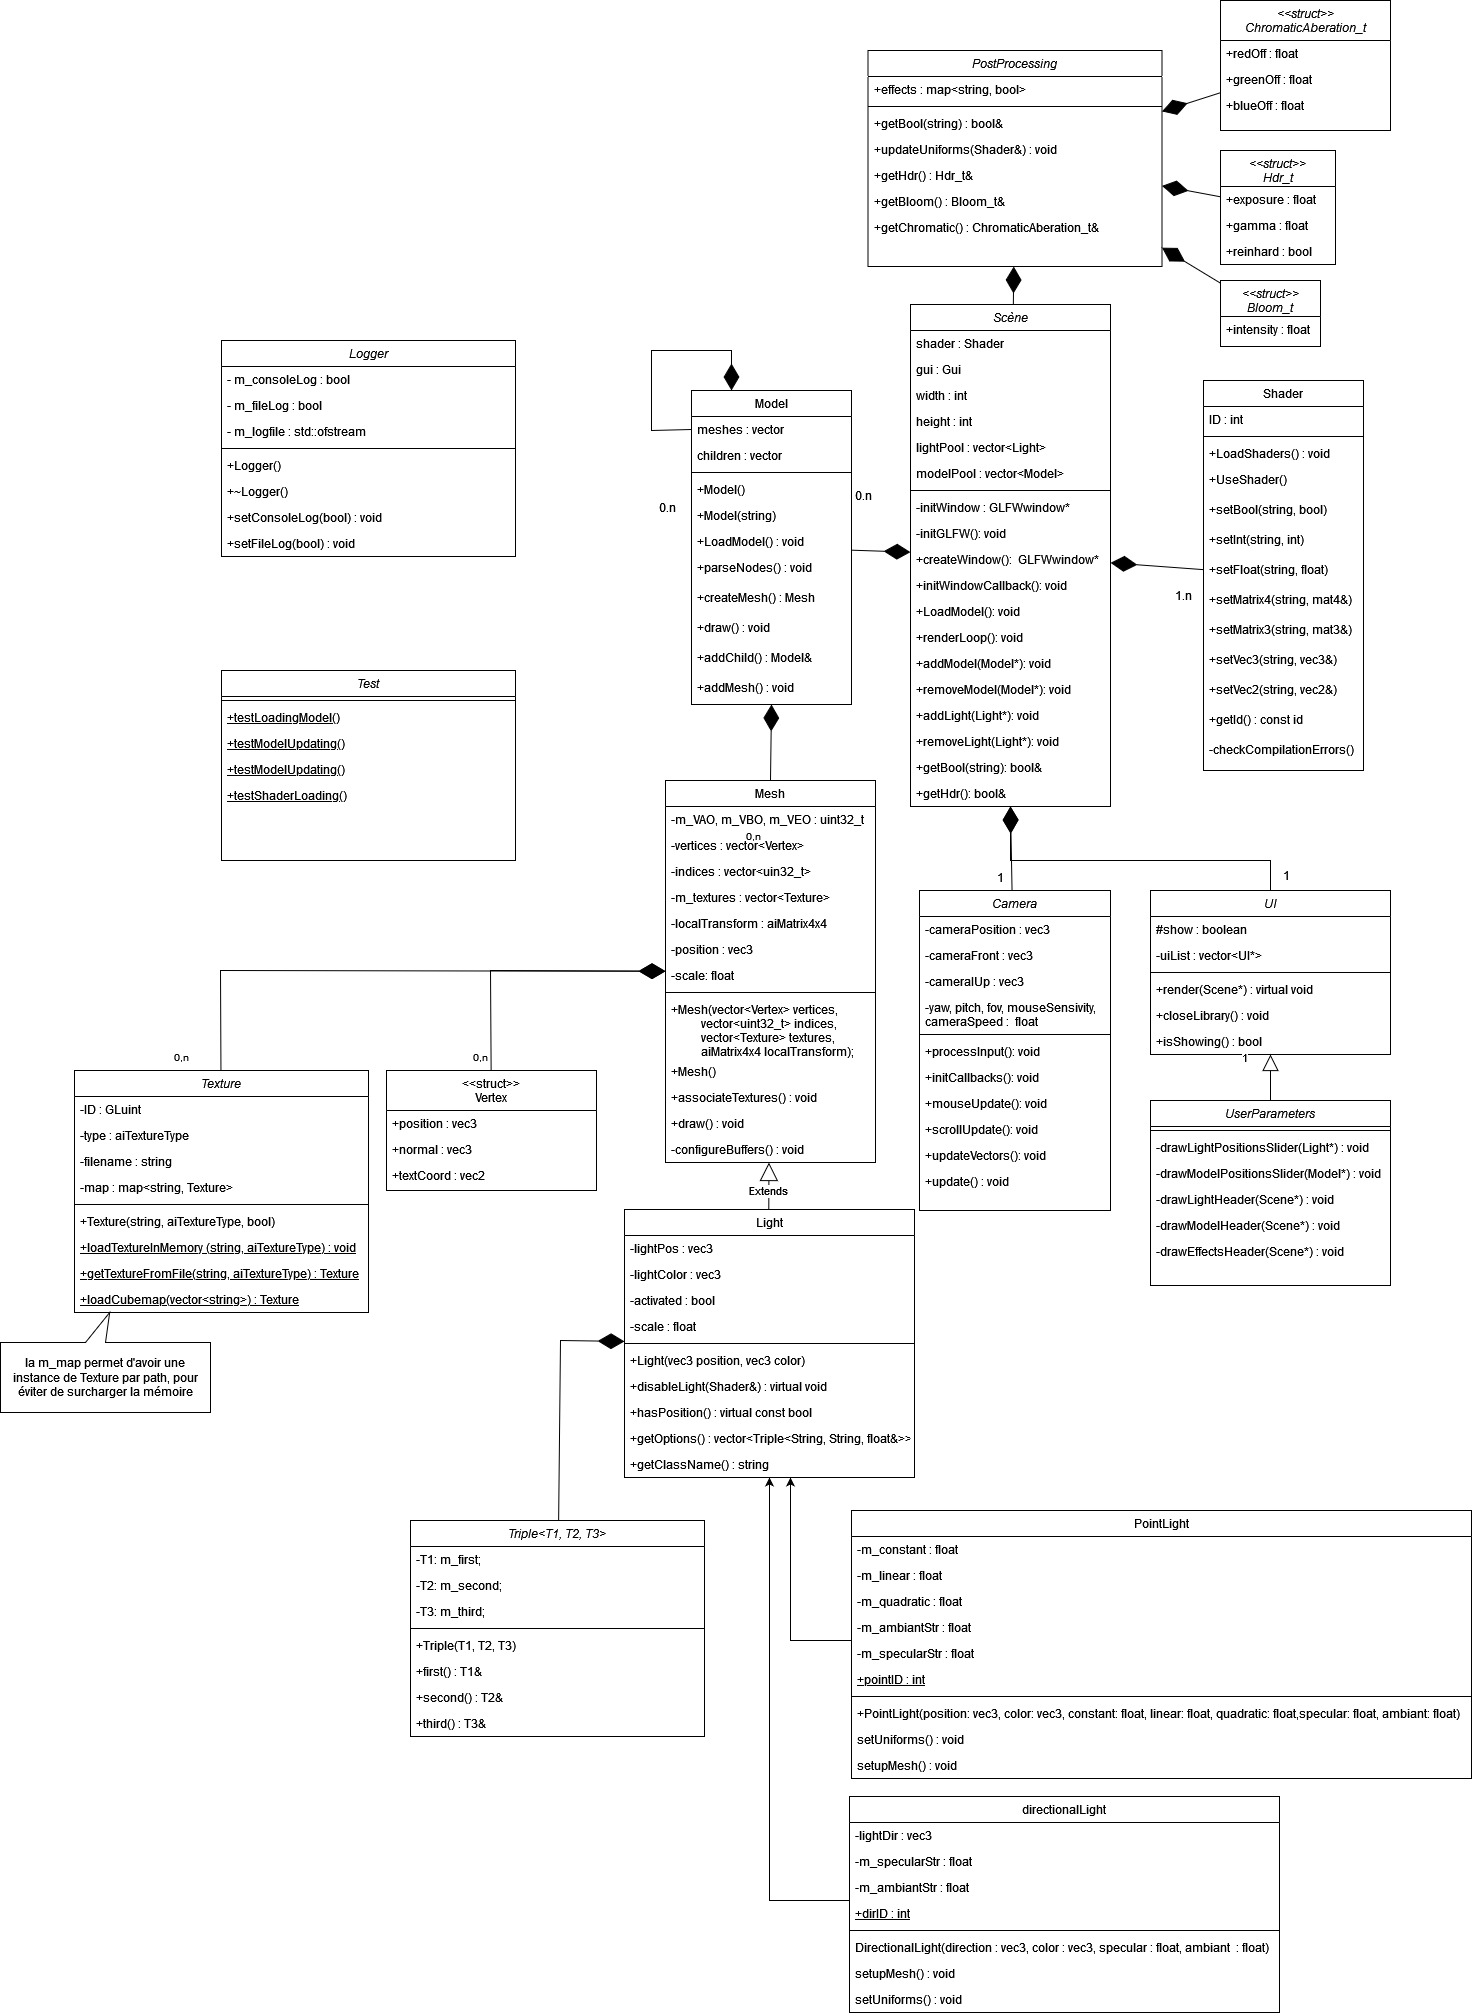 <<struct>>
ChromaticAberation_t
+redOff : float
+greenOff : float
+blueOff : float
PostProcessing
+effects : map<string, bool>
+getBool(string) : bool&
+updateUniforms(Shader&) : void
+getHdr() : Hdr_t&
+getBloom() : Bloom_t&
+getChromatic() : ChromaticAberation_t&
<<struct>>
Hdr_t
+exposure : float
+gamma : float
+reinhard : bool
<<struct>>
Bloom_t
+intensity : float
Scène
shader : Shader
gui : Gui
width : int
height : int
lightPool : vector<Light>
modelPool : vector<Model>
-initWindow : GLFWwindow*
-initGLFW(): void
+createWindow():  GLFWwindow*
+initWindowCallback(): void
+LoadModel(): void
+renderLoop(): void
+addModel(Model*): void
+removeModel(Model*): void
+addLight(Light*): void
+removeLight(Light*): void
+getBool(string): bool&
+getHdr(): bool&
Logger
- m_consoleLog : bool
- m_fileLog : bool
- m_logfile : std::ofstream
+Logger()
+~Logger()
+setConsoleLog(bool) : void
+setFileLog(bool) : void
Model
meshes : vector
children : vector
+Model()
+Model(string)
+LoadModel() : void
+parseNodes() : void
+createMesh() : Mesh
+draw() : void
+addChild() : Model&
+addMesh() : void
0.n
0.n
Shader
ID : int
+LoadShaders() : void
+UseShader()
+setBool(string, bool)
+setInt(string, int)
+setFloat(string, float)
+setMatrix4(string, mat4&)
+setMatrix3(string, mat3&)
+setVec3(string, vec3&)
+setVec2(string, vec2&)
+getId() : const id
-checkCompilationErrors()
1.n
Test
+testLoadingModel()
+testModelUpdating()
+testModelUpdating()
+testShaderLoading()
Mesh
-m_VAO, m_VBO, m_VEO : uint32_t
0,n
-vertices : vector<Vertex>
-indices : vector<uin32_t>
-m_textures : vector<Texture>
-localTransform : aiMatrix4x4
-position : vec3
-scale: float
+Mesh(vector<Vertex> vertices,
vector<uint32_t> indices,
vector<Texture> textures,
aiMatrix4x4 localTransform);
+Mesh()
+associateTextures() : void
+draw() : void
-configureBuffers() : void
1
1
Camera
-cameraPosition : vec3
-cameraFront : vec3
-cameralUp : vec3
-yaw, pitch, fov, mouseSensivity,
cameraSpeed :  float
+processInput(): void
+initCallbacks(): void
+mouseUpdate(): void
+scrollUpdate(): void
+updateVectors(): void
+update() : void
UI
#show : boolean
-uiList : vector<UI*>
+render(Scene*) : virtual void
+closeLibrary() : void
+isShowing() : bool
1
UserParameters
-drawLightPositionsSlider(Light*) : void
-drawModelPositionsSlider(Model*) : void
-drawLightHeader(Scene*) : void
-drawModelHeader(Scene*) : void
-drawEffectsHeader(Scene*) : void
0,n
0,n
Texture
-ID : GLuint
-type : aiTextureType
-filename : string
-map : map<string, Texture>
+Texture(string, aiTextureType, bool)
+loadTextureInMemory (string, aiTextureType) : void
+getTextureFromFile(string, aiTextureType) : Texture
+loadCubemap(vector<string>) : Texture
<<struct>>
Vertex
+position : vec3
+normal : vec3
+textCoord : vec2
la m_map permet d'avoir une
instance de Texture par path, pour
éviter de surcharger la mémoire
Extends
Light
-lightPos : vec3
-lightColor : vec3
-activated : bool
-scale : float
+Light(vec3 position, vec3 color)
+disableLight(Shader&) : virtual void
+hasPosition() : virtual const bool
+getOptions() : vector<Triple<String, String, float&>>
+getClassName() : string
Triple<T1, T2, T3>
-T1: m_first;
-T2: m_second;
-T3: m_third;
+Triple(T1, T2, T3)
+first() : T1&
+second() : T2&
+third() : T3&
PointLight
-m_constant : float
-m_linear : float
-m_quadratic : float
-m_ambiantStr : float
-m_specularStr : float
+pointID : int
+PointLight(position: vec3, color: vec3, constant: float, linear: float, quadratic: float,specular: float, ambiant: float)
setUniforms() : void
setupMesh() : void
directionalLight
-lightDir : vec3
-m_specularStr : float
-m_ambiantStr : float
+dirID : int
DirectionalLight(direction : vec3, color : vec3, specular : float, ambiant  : float)
setupMesh() : void
setUniforms() : void